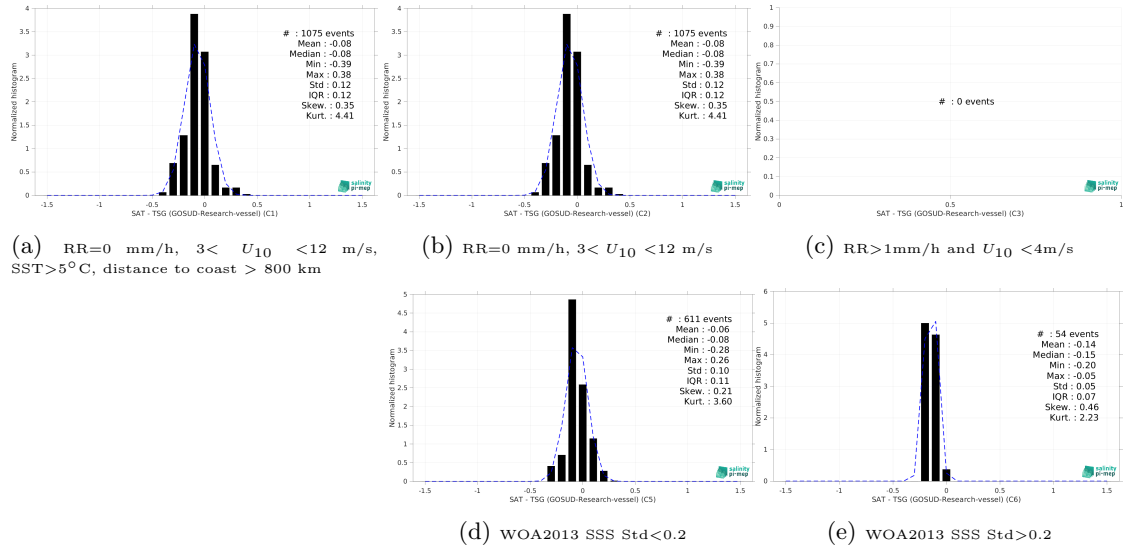 4
3.5
3
2.5
2
1.5
1
0.5
0
Normalized histogram
# : 1075 events
Mean : -0.08
Median : -0.08
Min : -0.39
Max : 0.38
Std : 0.12
IQR : 0.12
Skew. : 0.35
Kurt. : 4.41
salinity
pi-mep
-1.5 -1 -0.5 0 0.5 1 1.5
SAT - TSG (GOSUD-Research-vessel) (C1)
(a) RR=0 mm/h, 3< U10 <12 m/s,
SST>5°C, distance to coast > 800 km
4
3.5
3
2.5
2
1.5
1
0.5
0
Normalized histogram
# : 1075 events
Mean : -0.08
Median : -0.08
Min : -0.39
Max : 0.38
Std : 0.12
IQR : 0.12
Skew. : 0.35
Kurt. : 4.41
salinity
pi-mep
-1.5 -1 -0.5 0 0.5 1 1.5
SAT - TSG (GOSUD-Research-vessel) (C2)
(b) RR=0 mm/h, 3< U10 <12 m/s
1
0.9
0.8
0.7
0.6
0.5
0.4
0.3
0.2
0.1
0
Normalized histogram
# : 0 events
salinity
pi-mep
0 0.5 1
SAT - TSG (GOSUD-Research-vessel) (C3)
(c) RR>1mm/h and U10 <4m/s
5
4.5
4
3.5
3
2.5
2
1.5
1
0.5
0
Normalized histogram
# : 611 events
Mean : -0.06
Median : -0.08
Min : -0.28
Max : 0.26
Std : 0.10
IQR : 0.11
Skew. : 0.21
Kurt. : 3.60
salinity
pi-mep
-1.5 -1 -0.5 0 0.5 1 1.5
SAT - TSG (GOSUD-Research-vessel) (C5)
(d) WOA2013 SSS Std<0.2
6
5
4
3
2
1
0
Normalized histogram
# : 54 events
Mean : -0.14
Median : -0.15
Min : -0.20
Max : -0.05
Std : 0.05
IQR : 0.07
Skew. : 0.46
Kurt. : 2.23
salinity
pi-mep
-1.5 -1 -0.5 0 0.5 1 1.5
SAT - TSG (GOSUD-Research-vessel) (C6)
(e) WOA2013 SSS Std>0.2